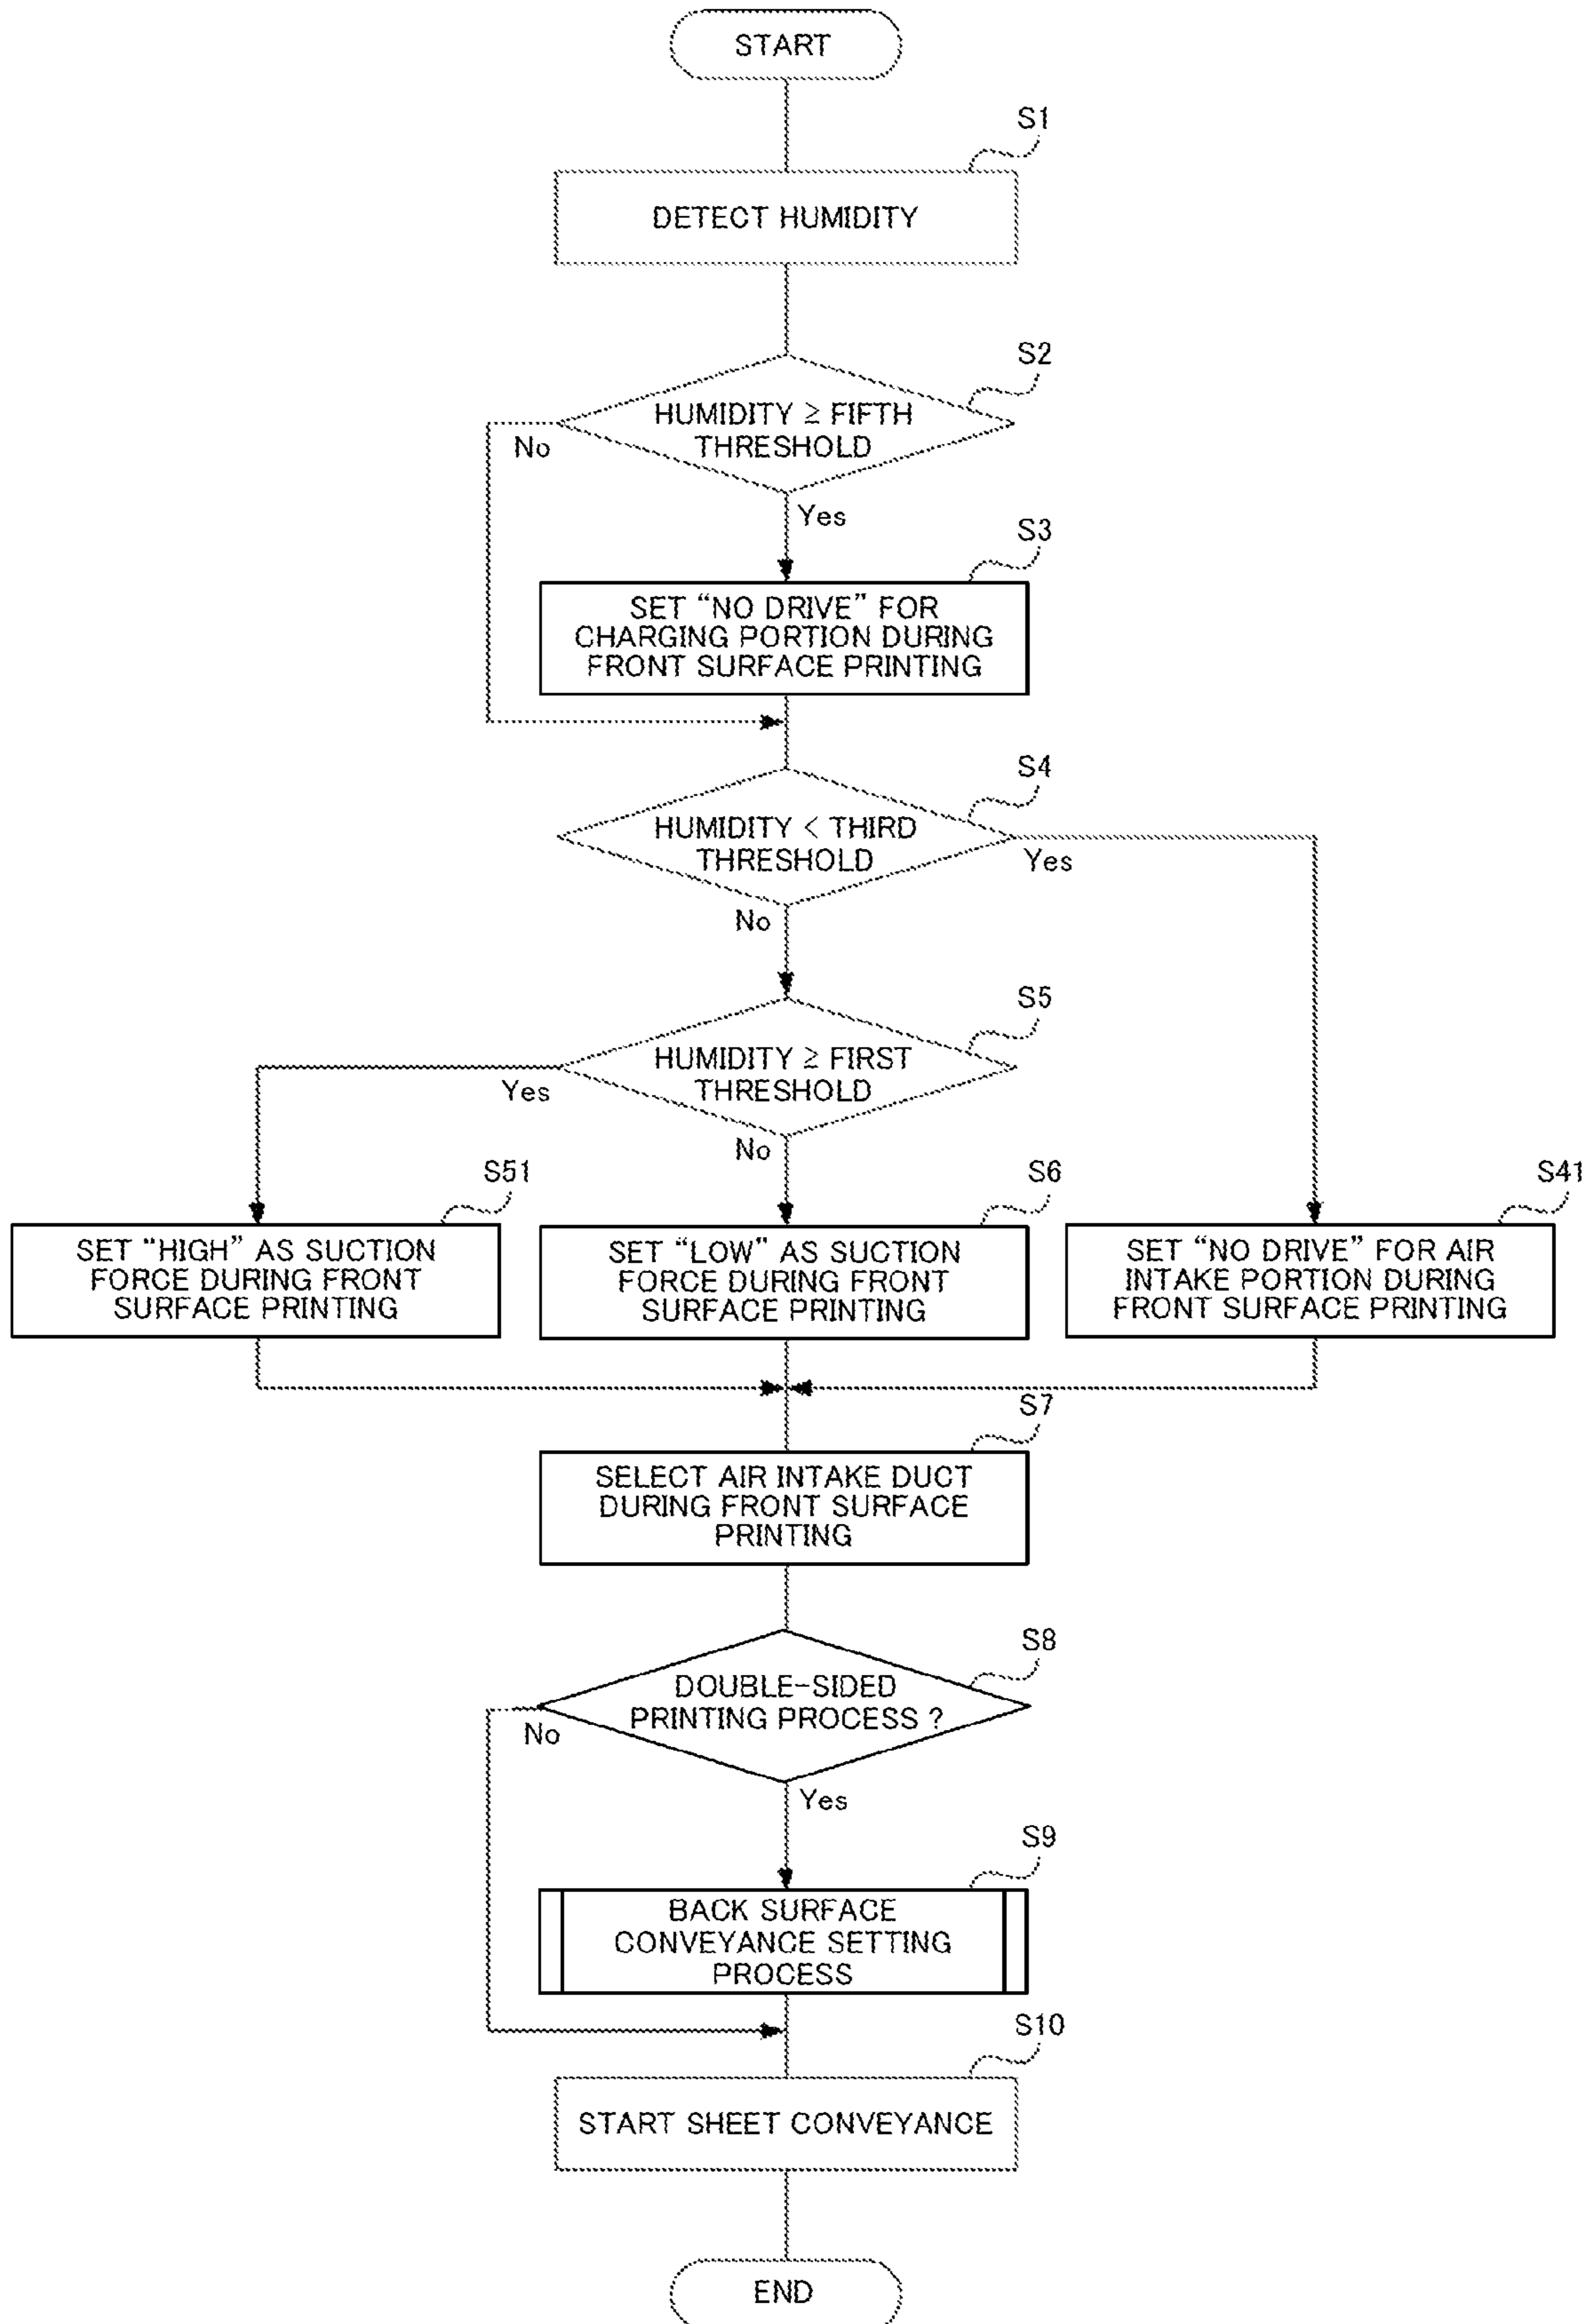 START
S1
DETECT HUMIDITY
S2
HUMIDITY ≥ FIFTH
THRESHOLD
No
Yes
S3
SET “NO DRIVE” FOR
CHARGING PORTION DURING
FRONT SURFACE PRINTING
S4
HUMIDITY < THIRD
THRESHOLD
Yes
No
S5
HUMIDITY ≥ FIRST
THRESHOLD
Yes
No
S51
SET “HIGH” AS SUCTION
FORCE DURING FRONT
SURFACE PRINTING
S6
SET “LOW” AS SUCTION
FORCE DURING FRONT
SURFACE PRINTING
S41
SET “NO DRIVE” FOR AIR
INTAKE PORTION DURING
FRONT SURFACE PRINTING
S7
SELECT AIR INTAKE DUCT
DURING FRONT SURFACE
PRINTING
S8
DOUBLE-SIDED
PRINTING PROCESS ?
No
Yes
S9
BACK SURFACE
CONVEYANCE SETTING
PROCESS
S10
START SHEET CONVEYANCE
END